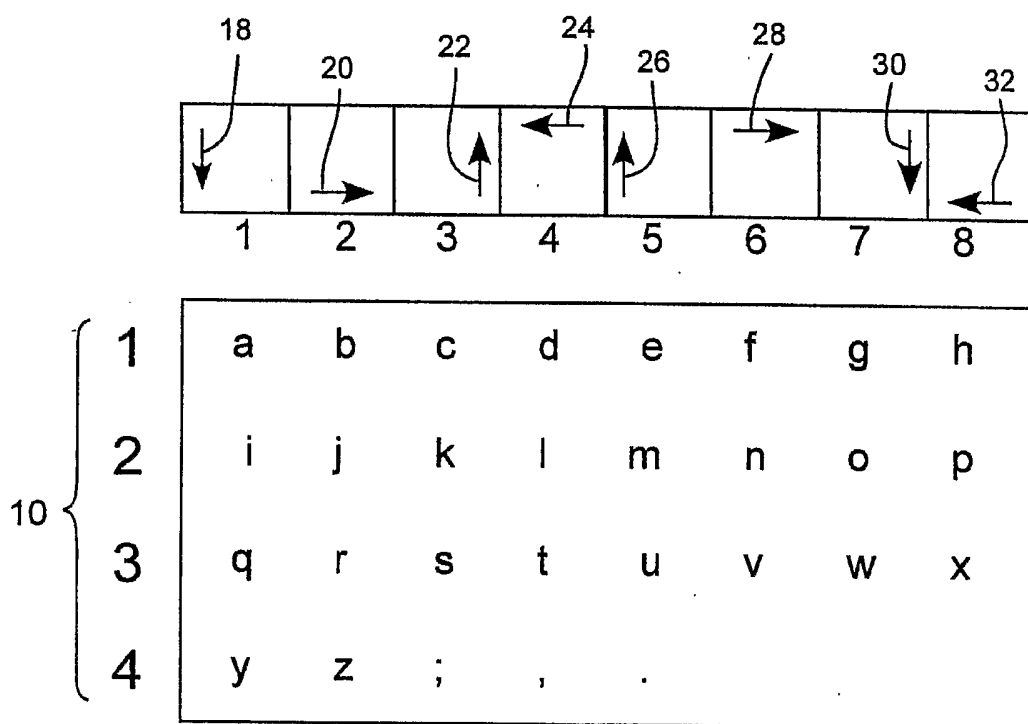 18 20 22 24 26 28 30 32
1 2 3 4 5 6 7 8
1 a b c d e f g h
2 i j k l m n o p
10
3 q r s t u v w x
4 y z ; , .